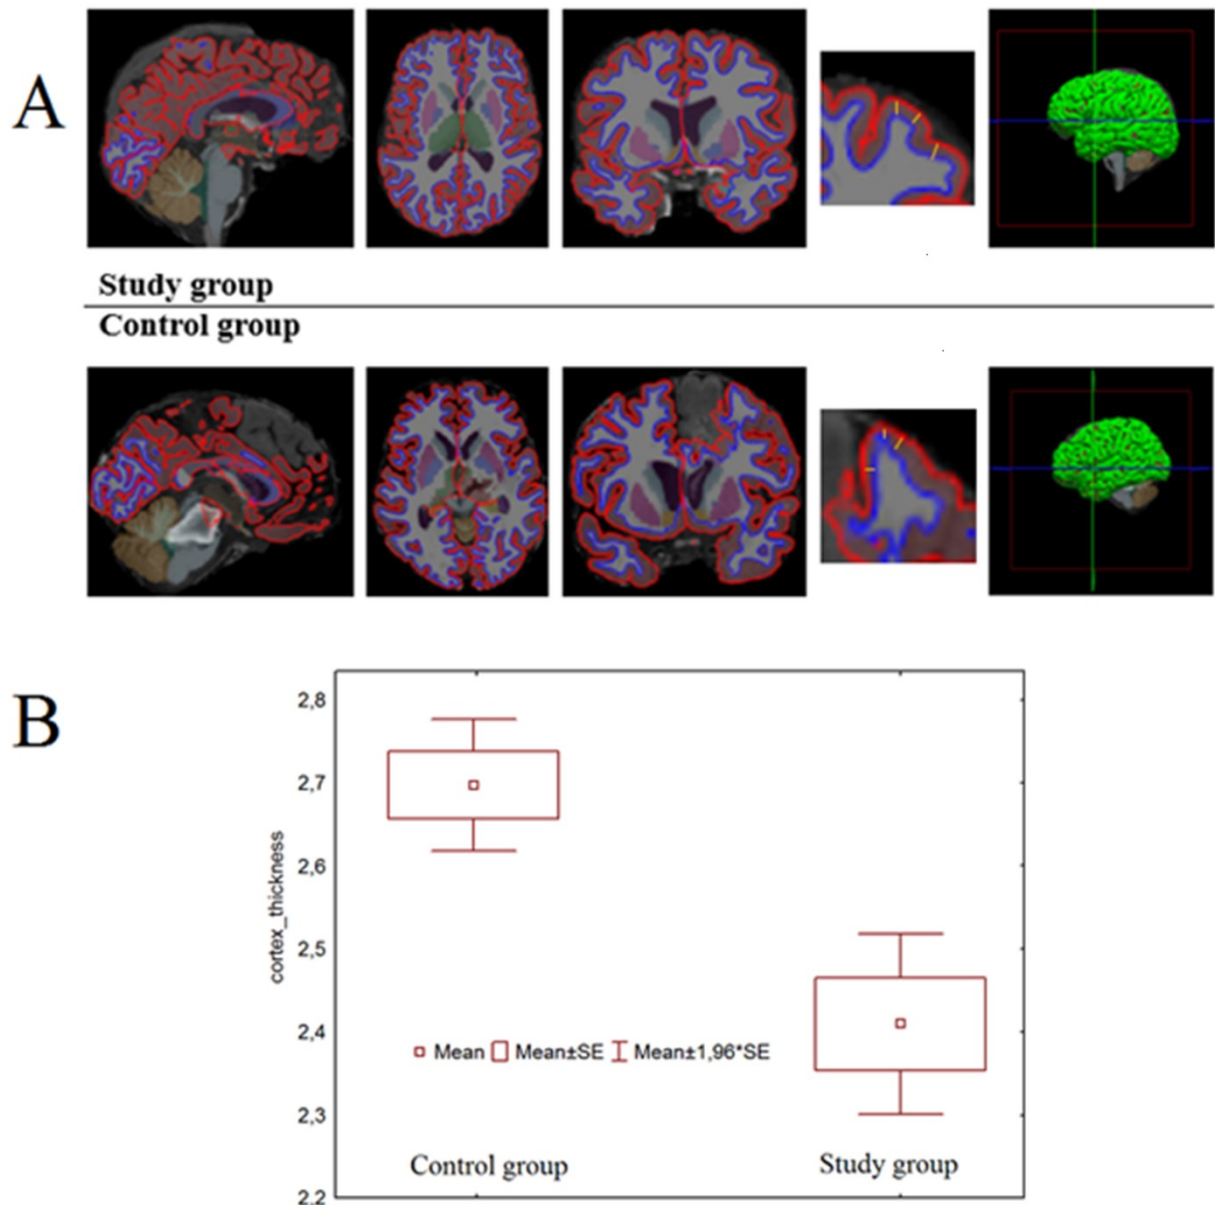 A
Study group
Control group
B
2,8
2,7
2,6
2,5
2,4
2,3
2,2
cortex_thickness
Mean Mean±SE Mean±1,96*SE
Control group
Study group